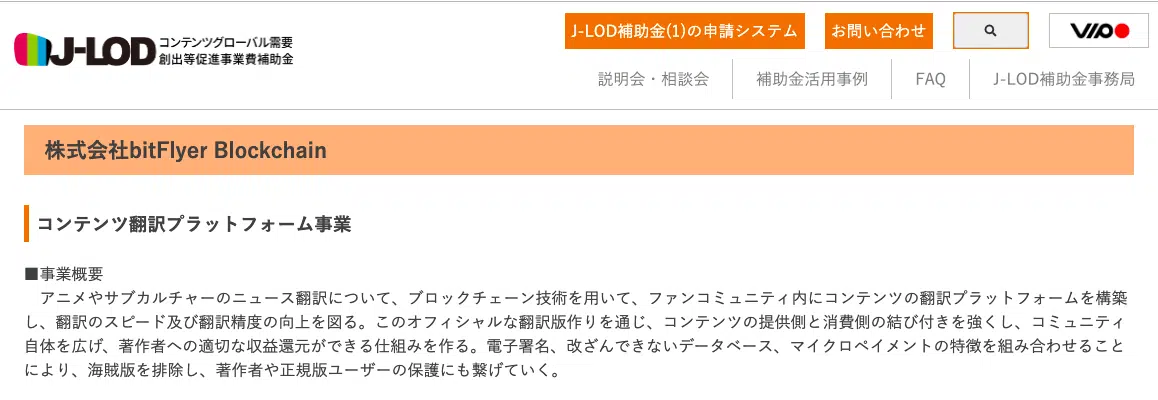 J-LOD
コンテンツグローバル需要
創出等促進事業費補助金
J-LOD補助金(1)の申請システム
お問い合わせ
VIPO
説明会・相談会
補助金活用事例
FAQ
J-LOD補助金事務局
株式会社bitFlyer Blockchain
コンテンツ翻訳プラットフォーム事業
■事業概要
アニメやサブカルチャーのニュース翻訳について、ブロックチェーン技術を用いて、ファンコミュニティ内にコンテンツの翻訳プラットフォームを構築
し、翻訳のスピード及び翻訳精度の向上を図る。このオフィシャルな翻訳版作りを通じ、コンテンツの提供側と消費側の結び付きを強くし、コミュニティ
自体を広げ、著作者への適切な収益還元ができる仕組みを作る。電子署名、改ざんできないデータベース、マイクロペイメントの特徴を組み合わせること
により、海賊版を排除し、著作者や正規版ユーザーの保護にも繋げていく。